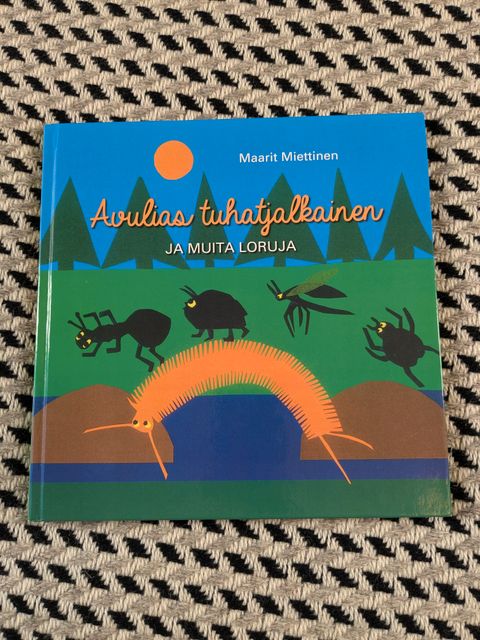 Maarit Miettinen
Avulias tuhatjalkainen
JA MUITA LORUJA